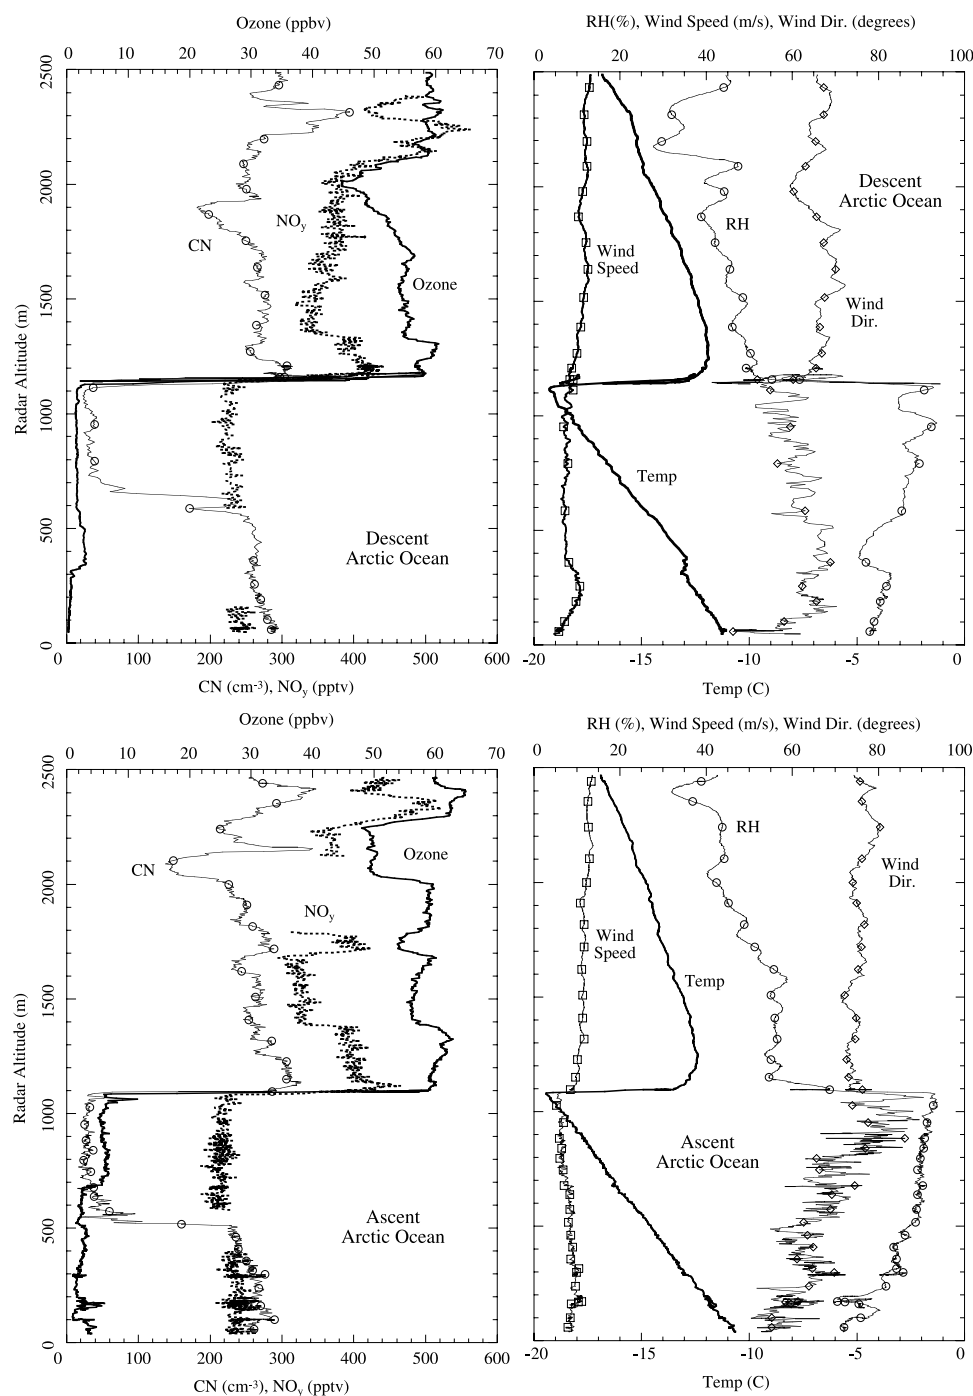 Ozone (ppbv)
0 10 20 30 40 50 60 70
RH(%), Wind Speed (m/s), Wind Dir. (degrees)
0 20 40 60 80 100
2500
2000
1500
1000
500
0
Radar Altitude (m)
CN
NOy
Ozone
Descent
Arctic Ocean
0 100 200 300 400 500 600
CN (cm-3), NOy (pptv)
Descent
Arctic Ocean
RH
Wind
Speed
Wind
Dir.
Temp
-20 -15 -10 -5 0
Temp (C)
Ozone (ppbv)
0 10 20 30 40 50 60 70
RH (%), Wind Speed (m/s), Wind Dir. (degrees)
0 20 40 60 80 100
2500
2000
1500
1000
500
0
Radar Altitude (m)
Ozone
CN
NOy
Ascent
Arctic Ocean
0 100 200 300 400 500 600
CN (cm-3), NOy (pptv)
RH
Wind
Dir.
Wind
Speed
Temp
Ascent
Arctic Ocean
-20 -15 -10 -5 0
Temp (C)